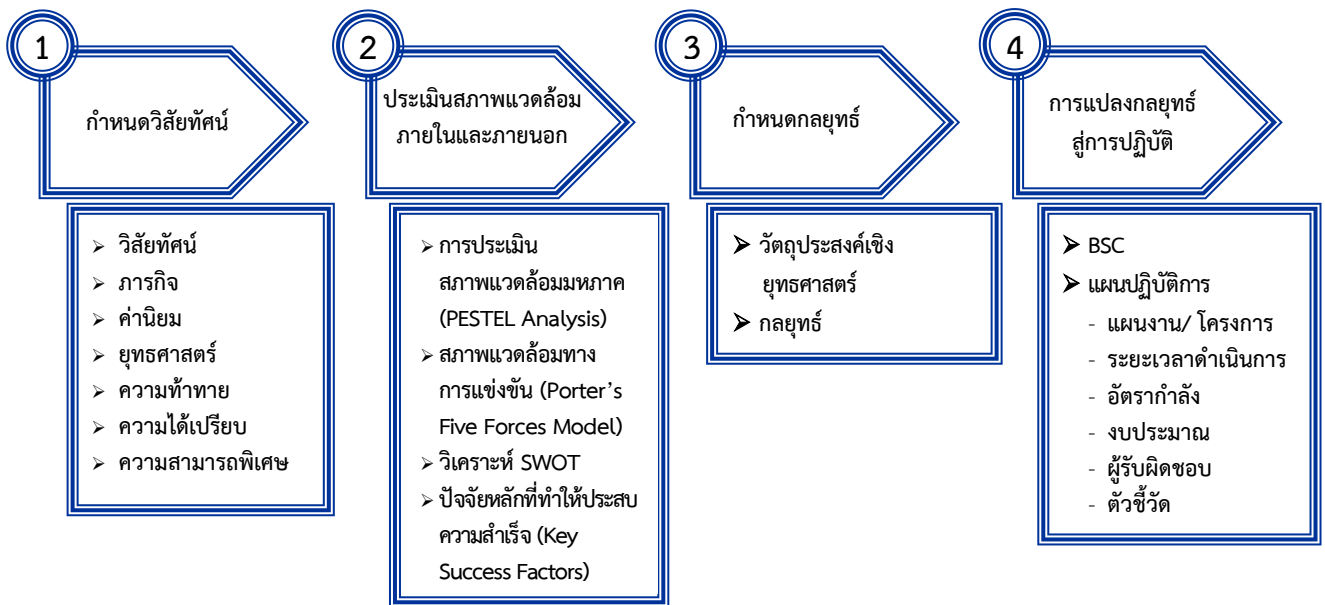 1
กำหนดวิสัยทัศน์
➢ วิสัยทัศน์
➢ ภารกิจ
➢ ค่านิยม
➢ ยุทธศาสตร์
➢ ความท้าทาย
➢ ความได้เปรียบ
➢ ความสามารถพิเศษ
2
ประเมินสภาพแวดล้อม
ภายในและภายนอก
➢ การประเมิน
สภาพแวดล้อมมหภาค
(PESTEL Analysis)
➢ สภาพแวดล้อมทาง
การแข่งขัน (Porter’s
Five Forces Model)
➢ วิเคราะห์ SWOT
➢ ปัจจัยหลักที่ทำให้ประสบ
ความสำเร็จ (Key
Success Factors)
3
กำหนดกลยุทธ์
➢ วัตถุประสงค์เชิง
ยุทธศาสตร์
➢ กลยุทธ์
4
การแปลงกลยุทธ์
สู่การปฏิบัติ
➢ BSC
➢ แผนปฏิบัติการ
- แผนงาน/ โครงการ
- ระยะเวลาดำเนินการ
- อัตรากำลัง
- งบประมาณ
- ผู้รับผิดชอบ
- ตัวชี้วัด